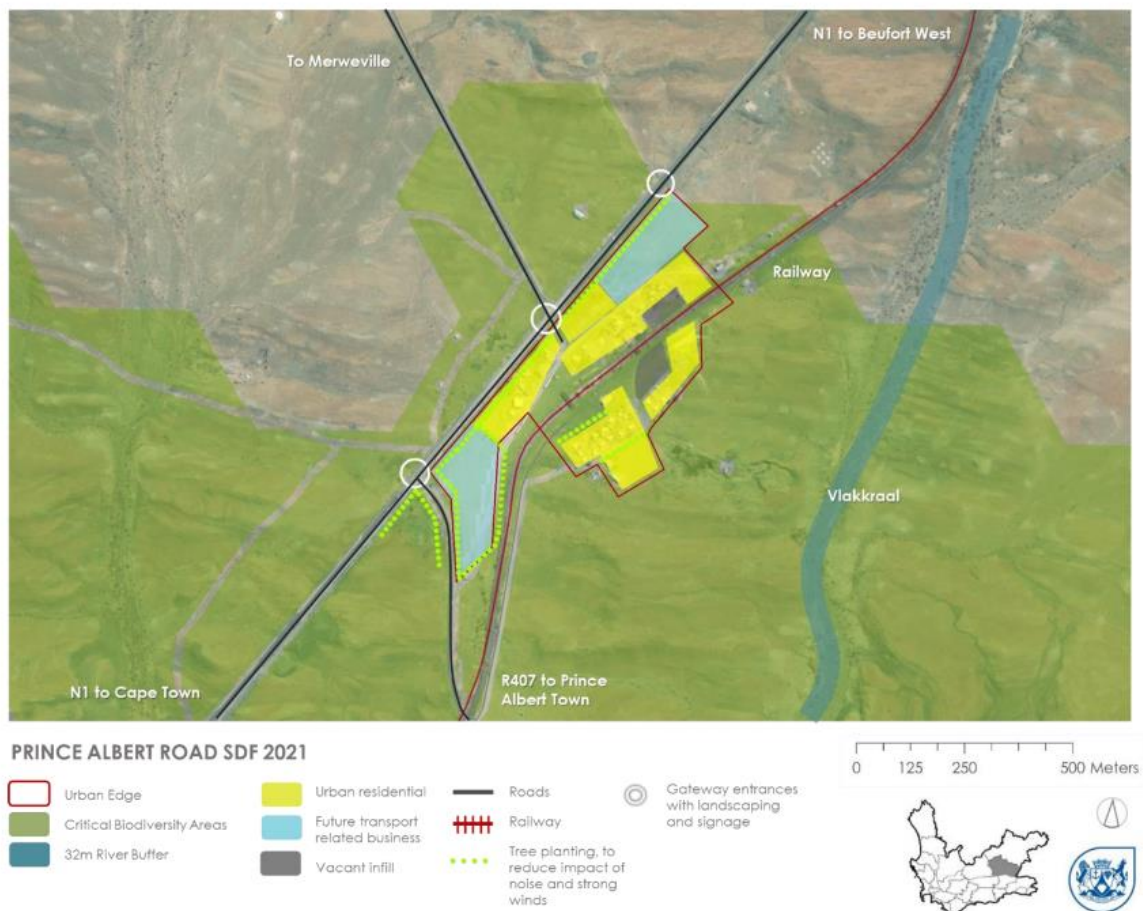 To Merweville
N1 to Beufort West
Railway
Vlakkraal
N1 to Cape Town
R407 to Prince
Albert Town
PRINCE ALBERT ROAD SDF 2021
Urban Edge
Critical Biodiversity Areas
32m River Buffer
Urban residential
Future transport
related business
Vacant infill
Roads
Railway
Tree planting, to
reduce impact of
noise and strong
winds
Gateway entrances
with landscaping
and signage
0 125 250 500 Meters